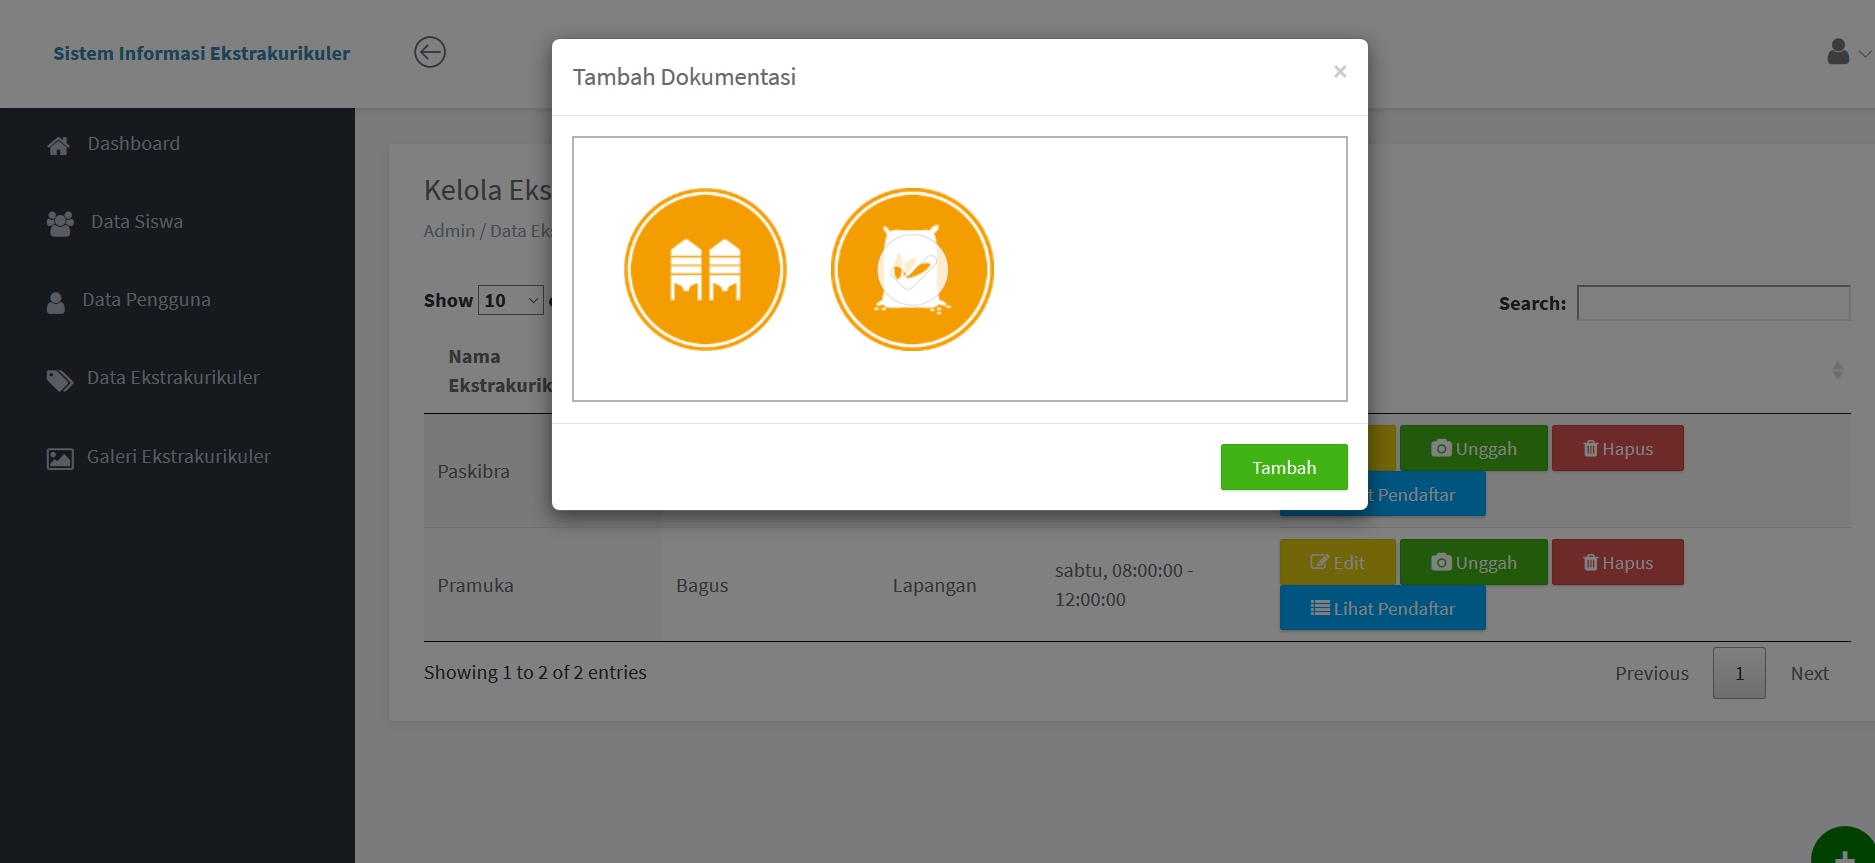 Sistem Informasi Ekstrakurikuler
Tambah Dokumentasi
×
Dashboard
Data Siswa
Data Pengguna
Data Ekstrakurikuler
Galeri Ekstrakurikuler
Kelola Eks
Admin / Data Ek
Show 10
Search:
Nama
Ekstrakurik
Tambah
Paskibra
Unggah
Hapus
t Pendaftar
Pramuka
Bagus
Lapangan
sabtu, 08:00:00 -
12:00:00
Edit
Unggah
Hapus
Lihat Pendaftar
Showing 1 to 2 of 2 entries
Previous
1
Next